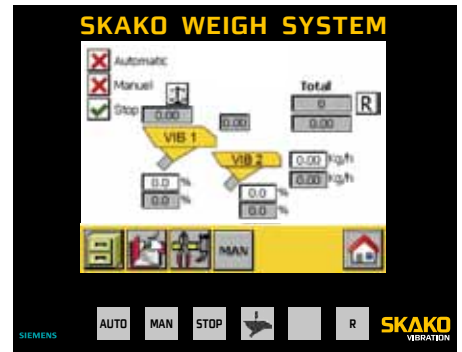 SKAKO WEIGH SYSTEM
Automatic
Manuel
Stop
Total
0
R
0.00
0.00
0.00
VIB 1
VIB 2
0.00 Kg/h
0.00 Kg/h
0.0 %
0.0 %
0.0 %
0.0 %
MAN
AUTO MAN STOP R
SIEMENS
SKAKO
VIBRATION